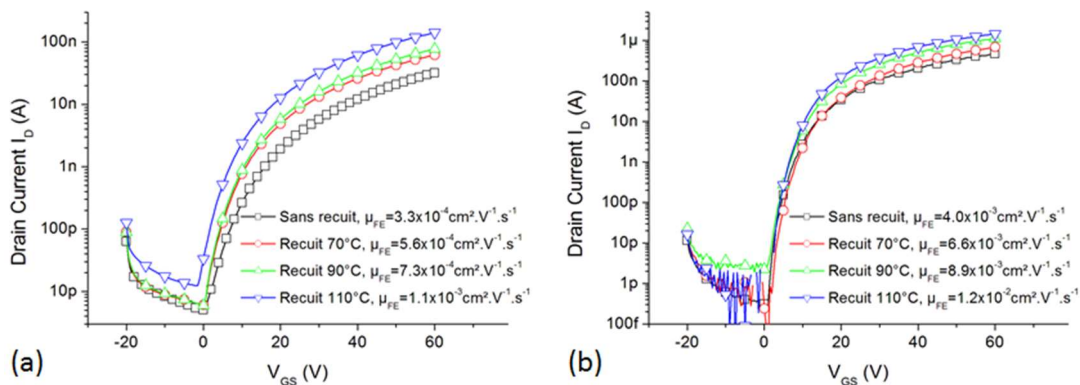 100n
10n
1n
100p
10p
Drain Current I_D (A)
Sans recuit, µ_FE=3.3x10⁻⁴cm².V⁻¹.s⁻¹
Recuit 70°C, µ_FE=5.6x10⁻⁴cm².V⁻¹.s⁻¹
Recuit 90°C, µ_FE=7.3x10⁻⁴cm².V⁻¹.s⁻¹
Recuit 110°C, µ_FE=1.1x10⁻³cm².V⁻¹.s⁻¹
-20 0 20 40 60
V_GS (V)
(a)
1µ
100n
10n
1n
100p
10p
1p
100f
Drain Current I_D (A)
Sans recuit, µ_FE=4.0x10⁻³cm².V⁻¹.s⁻¹
Recuit 70°C, µ_FE=6.6x10⁻³cm².V⁻¹.s⁻¹
Recuit 90°C, µ_FE=8.9x10⁻³cm².V⁻¹.s⁻¹
Recuit 110°C, µ_FE=1.2x10⁻²cm².V⁻¹.s⁻¹
-20 0 20 40 60
V_GS (V)
(b)